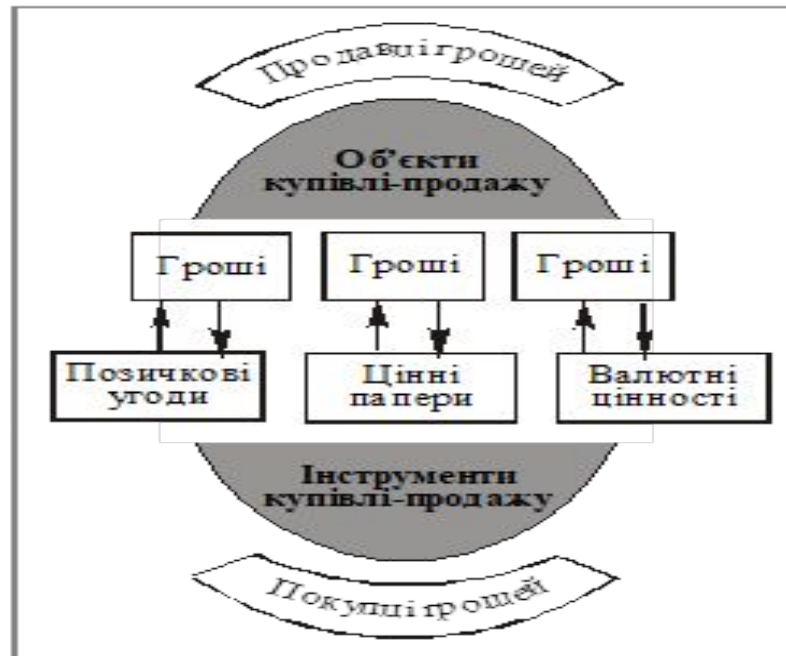 Продавці грошей
Об'єкти
купівлі-продажу
Гроші
Гроші
Гроші
Позичкові
угоди
Цінні
папери
Валютні
цінності
Інструменти
купівлі-продажу
Покупці грошей